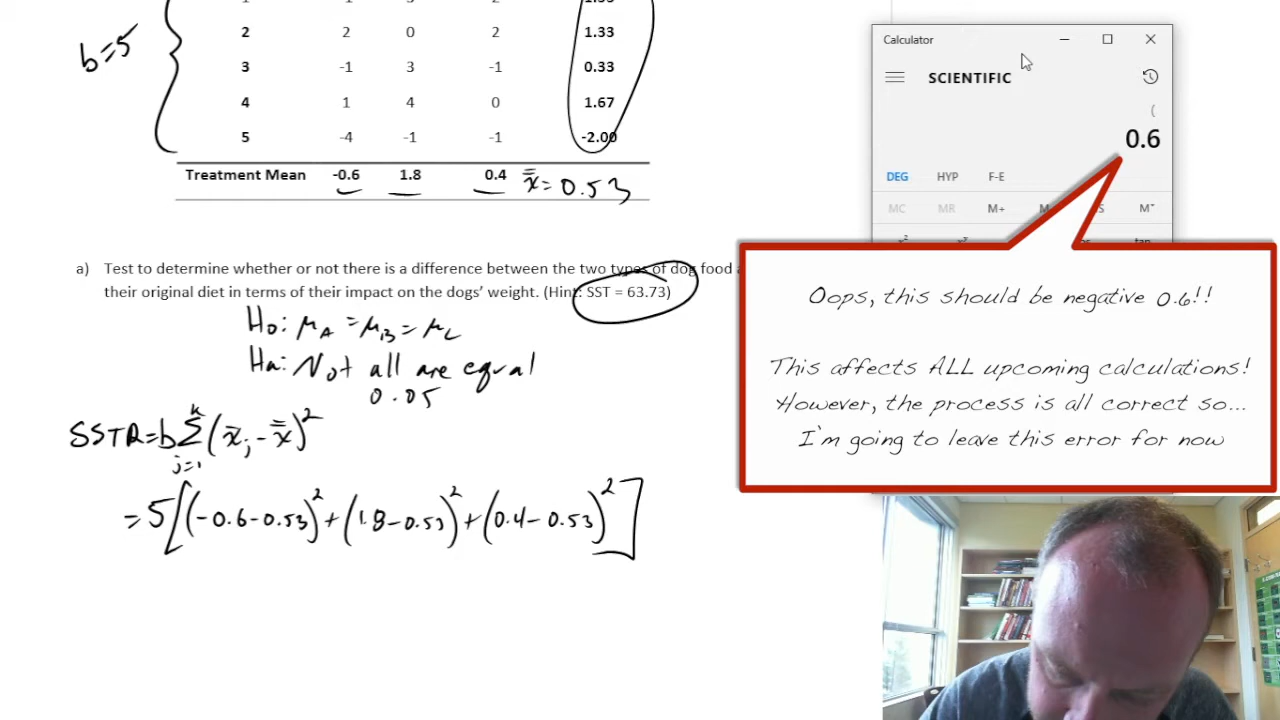 2 2 0 2 1.33
b=5
3 -1 3 -1 0.33
4 1 4 0 1.67
5 -4 -1 -1 -2.00
Treatment Mean -0.6 1.8 0.4 x̿ = 0.53
a) Test to determine whether or not there is a difference between the two types of dog food
their original diet in terms of their impact on the dogs' weight. (Hint: SST = 63.73)
Ho: μA = μB = μC
Ha: Not all are equal
0.05
SSTR = b Σ (x̄j - x̿)²
k
j=1
= 5[(-0.6-0.53)² + (1.8-0.53)² + (0.4-0.53)²]
Calculator
SCIENTIFIC
(
0.6
DEG HYP F-E
MC MR M+
Oops, this should be negative 0.6!!
This affects ALL upcoming calculations!
However, the process is all correct so...
I'm going to leave this error for now